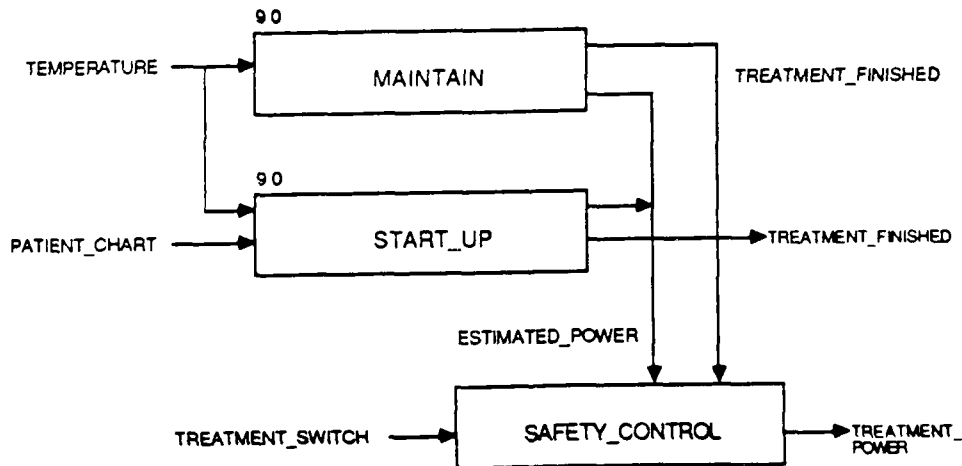 90
TEMPERATURE
MAINTAIN
TREATMENT_FINISHED
90
PATIENT_CHART
START_UP
TREATMENT_FINISHED
ESTIMATED_POWER
TREATMENT_SWITCH
SAFETY_CONTROL
TREATMENT_
POWER